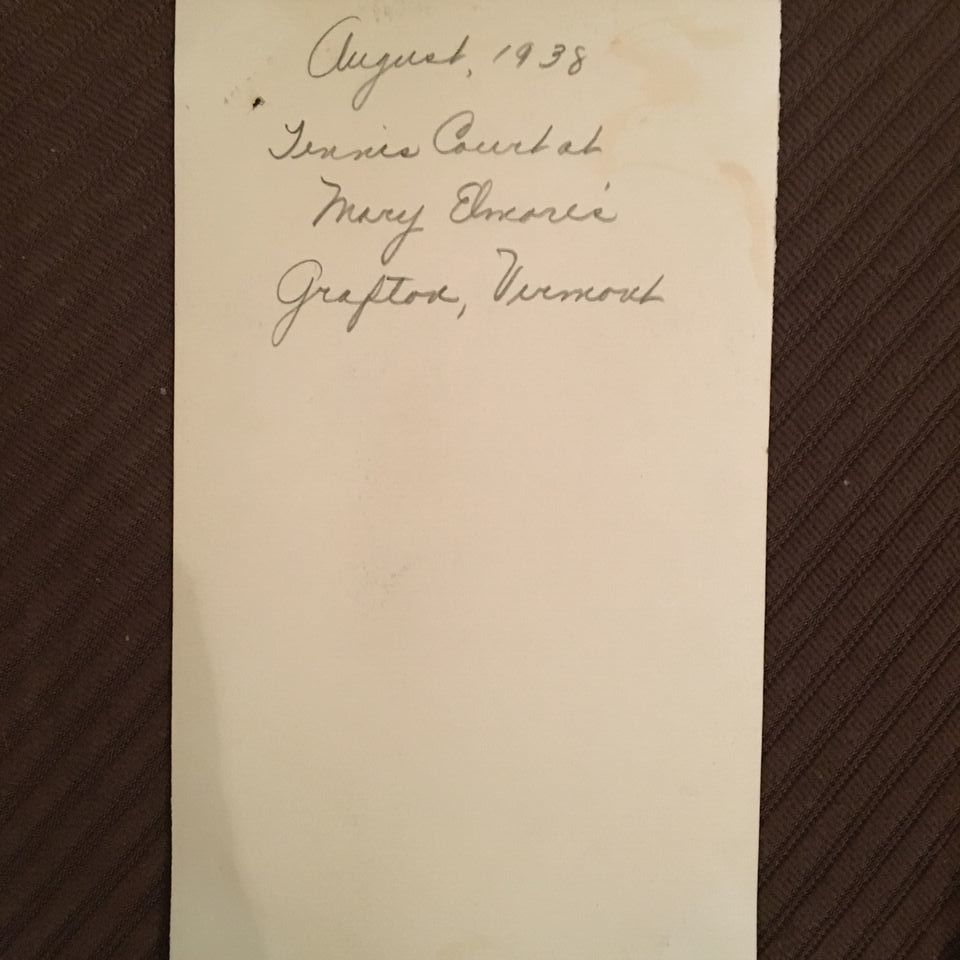 August, 1938
Tennis Court at
Mary Elmore's
Grafton, Vermont